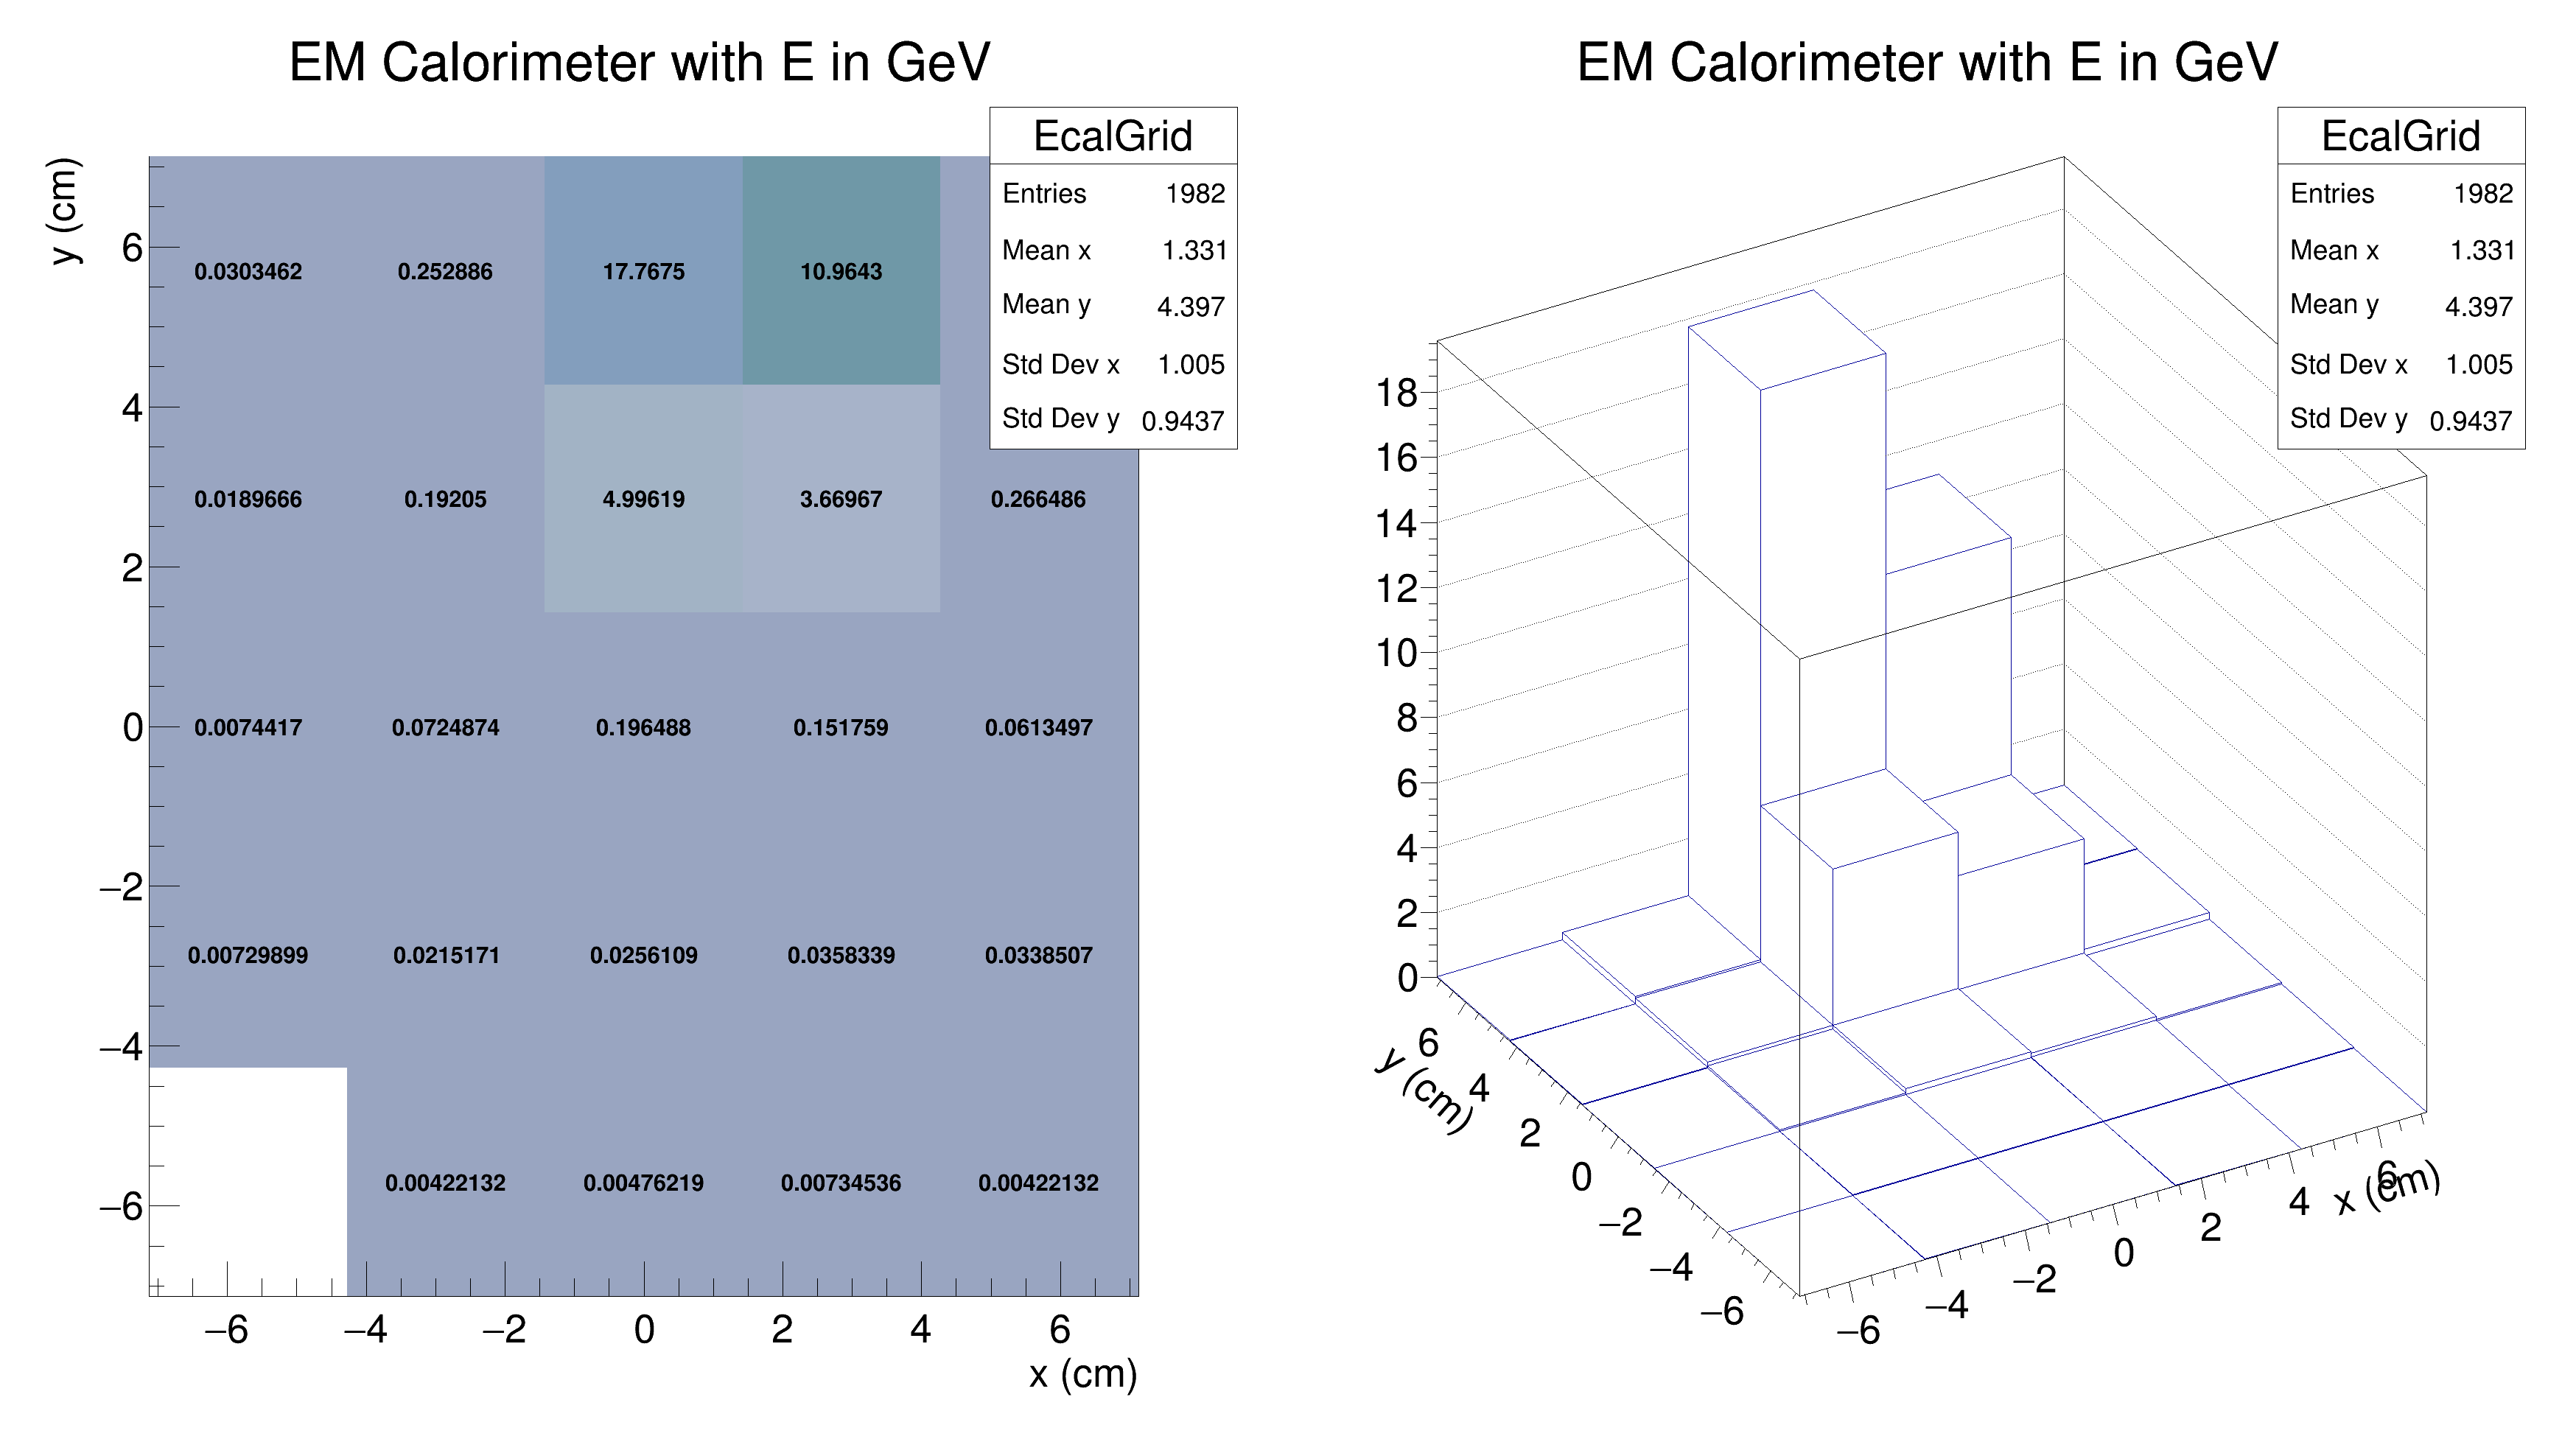 EM Calorimeter with E in GeV
EcalGrid
Entries 1982
Mean x 1.331
Mean y 4.397
Std Dev x 1.005
Std Dev y 0.9437
y (cm)
6
4
2
0
−2
−4
−6
0.0303462 0.252886 17.7675 10.9643
0.0189666 0.19205 4.99619 3.66967 0.266486
0.0074417 0.0724874 0.196488 0.151759 0.0613497
0.00729899 0.0215171 0.0256109 0.0358339 0.0338507
0.00422132 0.00476219 0.00734536 0.00422132
−6 −4 −2 0 2 4 6
x (cm)
EM Calorimeter with E in GeV
EcalGrid
Entries 1982
Mean x 1.331
Mean y 4.397
Std Dev x 1.005
Std Dev y 0.9437
18
16
14
12
10
8
6
4
2
0
6
4
2
0
−2
−4
−6
y (cm)
−6
−4
−2
0
2
4
6
x (cm)